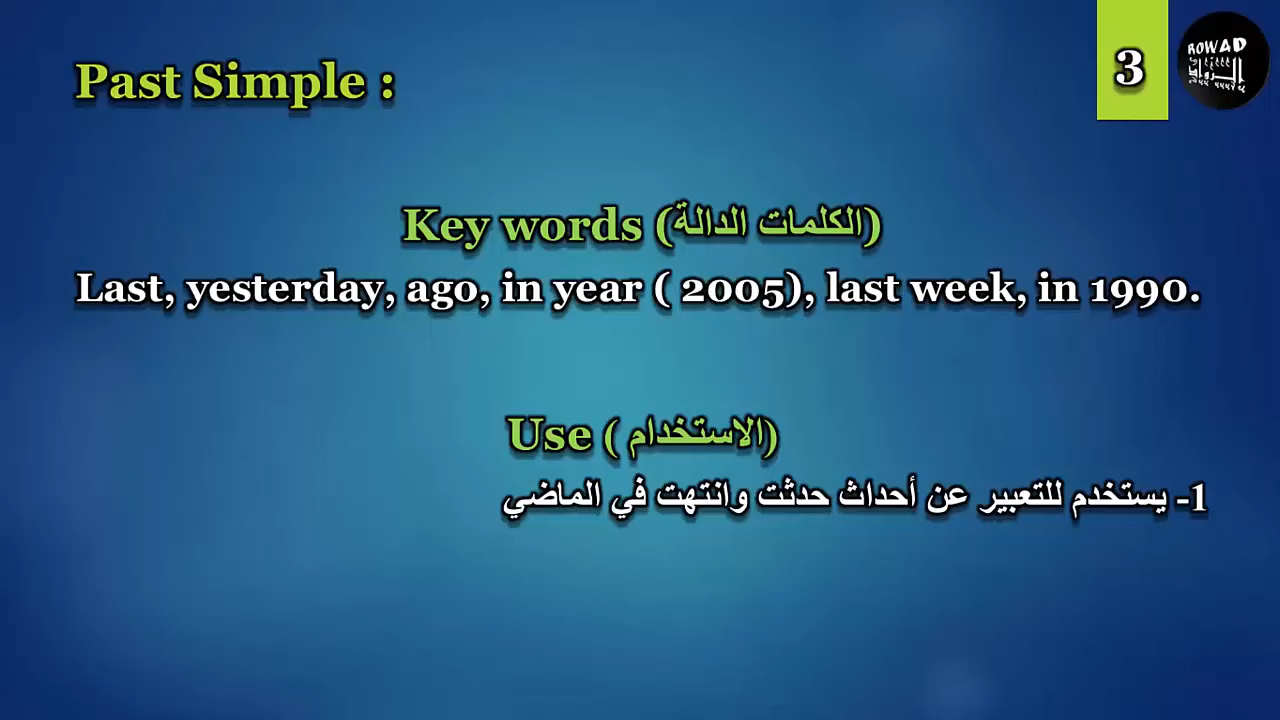 Past Simple :
3
ROWAD
الرواد
Key words (الكلمات الدالة)
Last, yesterday, ago, in year ( 2005), last week, in 1990.
Use ( الاستخدام)
1- يستخدم للتعبير عن أحداث حدثت وانتهت في الماضي